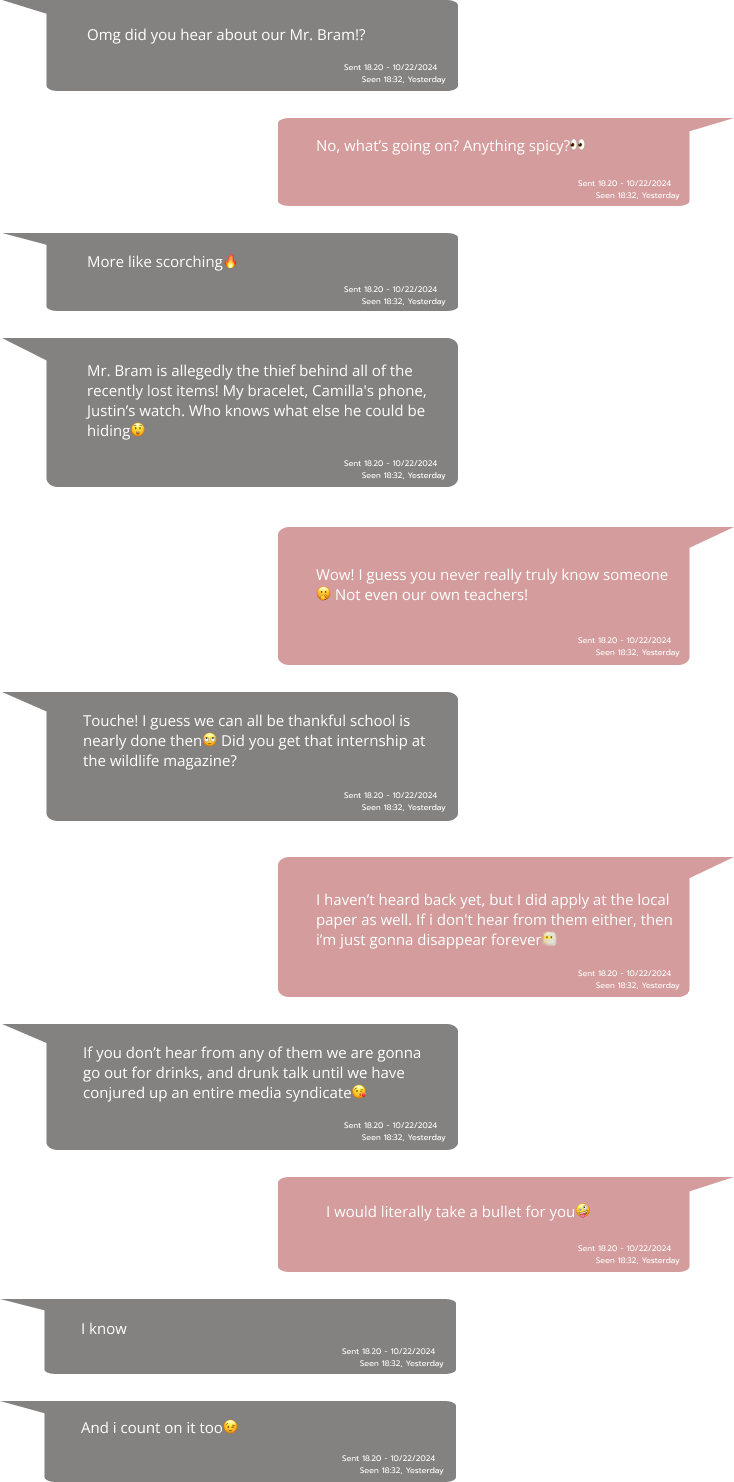 Omg did you hear about our Mr. Bram!?
Sent 18.20 - 10/22/2024
Seen 18:32, Yesterday
No, what's going on? Anything spicy?👀
Sent 18.20 - 10/22/2024
Seen 18:32, Yesterday
More like scorching🔥
Sent 18.20 - 10/22/2024
Seen 18:32, Yesterday
Mr. Bram is allegedly the thief behind all of the
recently lost items! My bracelet, Camilla's phone,
Justin's watch. Who knows what else he could be
hiding😲
Sent 18.20 - 10/22/2024
Seen 18:32, Yesterday
Wow! I guess you never really truly know someone
🤫 Not even our own teachers!
Sent 18.20 - 10/22/2024
Seen 18:32, Yesterday
Touche! I guess we can all be thankful school is
nearly done then🙄 Did you get that internship at
the wildlife magazine?
Sent 18.20 - 10/22/2024
Seen 18:32, Yesterday
I haven't heard back yet, but I did apply at the local
paper as well. If i don't hear from them either, then
i'm just gonna disappear forever😶‍🌫️
Sent 18.20 - 10/22/2024
Seen 18:32, Yesterday
If you don't hear from any of them we are gonna
go out for drinks, and drunk talk until we have
conjured up an entire media syndicate😘
Sent 18.20 - 10/22/2024
Seen 18:32, Yesterday
I would literally take a bullet for you🤪
Sent 18.20 - 10/22/2024
Seen 18:32, Yesterday
I know
Sent 18.20 - 10/22/2024
Seen 18:32, Yesterday
And i count on it too😉
Sent 18.20 - 10/22/2024
Seen 18:32, Yesterday